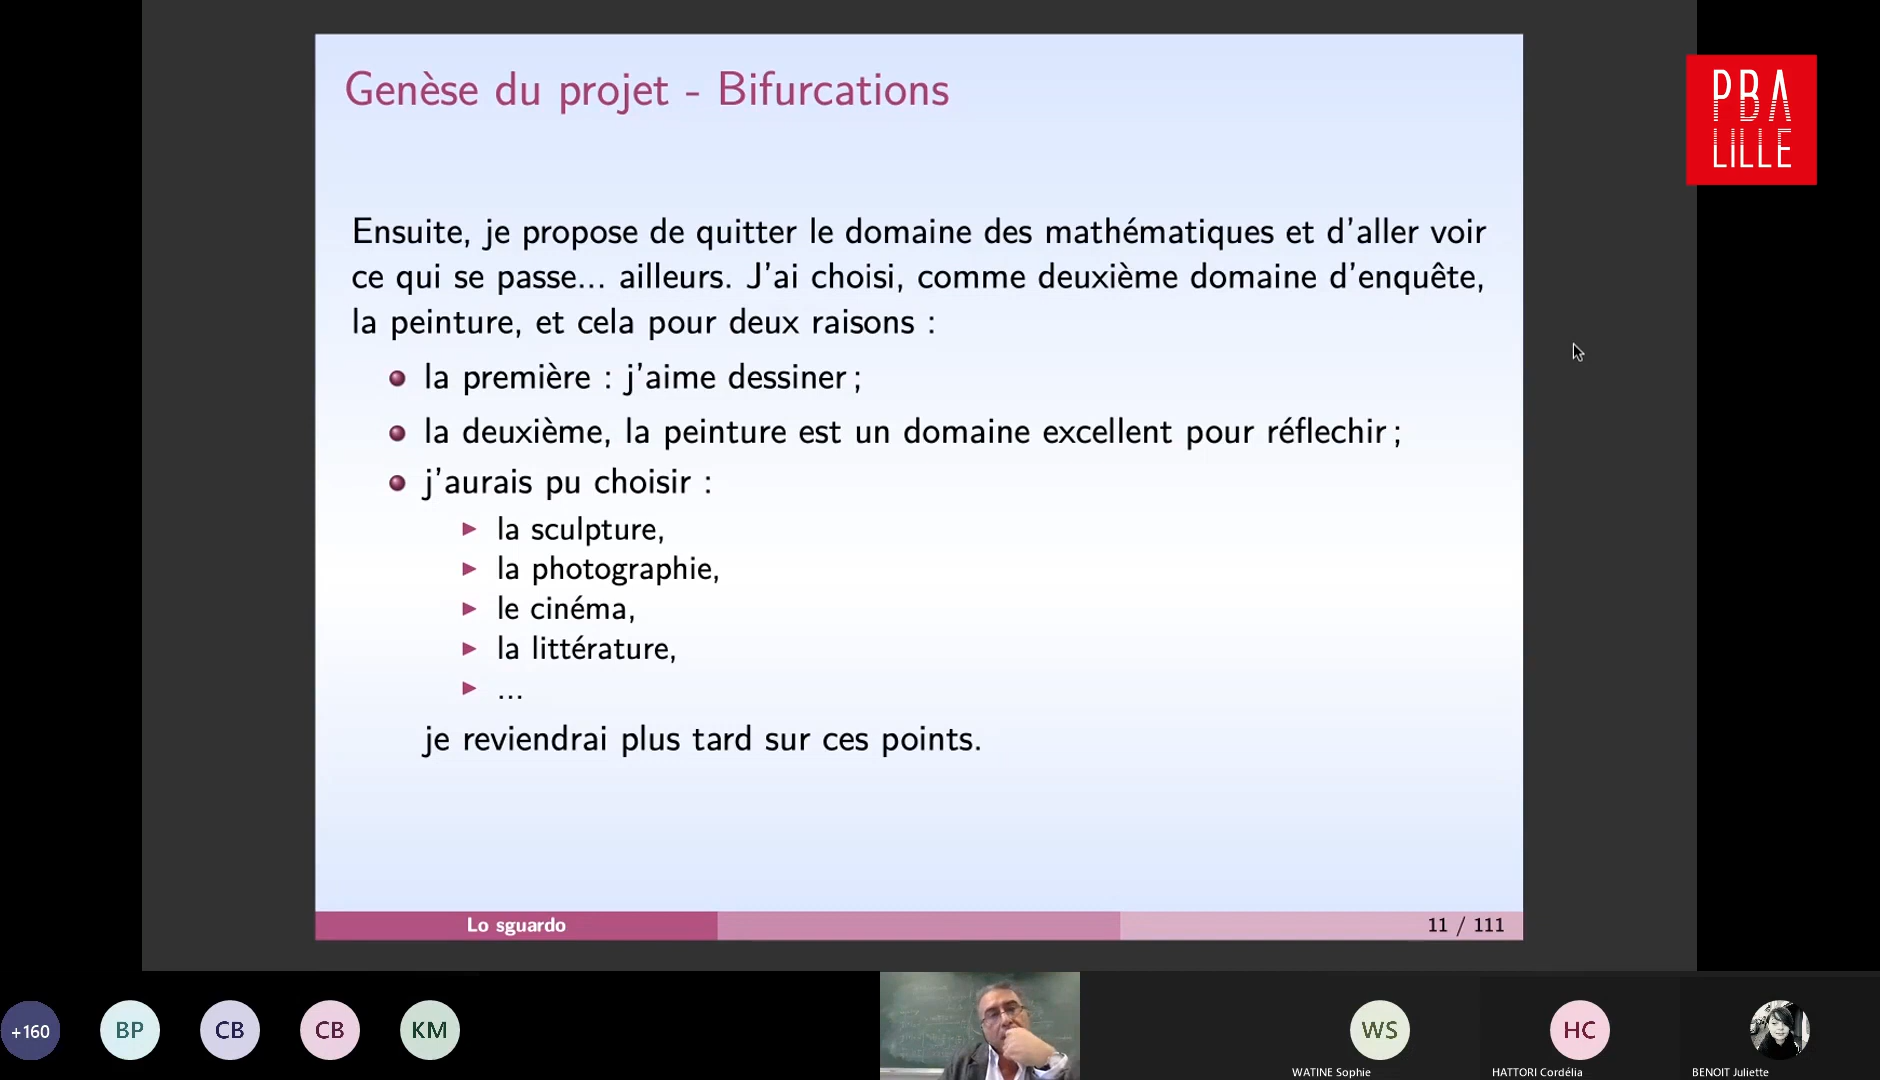 Genèse du projet - Bifurcations
PBA
LILLE
Ensuite, je propose de quitter le domaine des mathématiques et d'aller voir
ce qui se passe... ailleurs. J'ai choisi, comme deuxième domaine d'enquête,
la peinture, et cela pour deux raisons :
la première : j'aime dessiner ;
la deuxième, la peinture est un domaine excellent pour réflechir ;
j'aurais pu choisir :
la sculpture,
la photographie,
le cinéma,
la littérature,
...
je reviendrai plus tard sur ces points.
Lo sguardo
11 / 111
+160
BP
CB
CB
KM
WS
HC
WATINE Sophie
HATTORI Cordélia
BENOIT Juliette